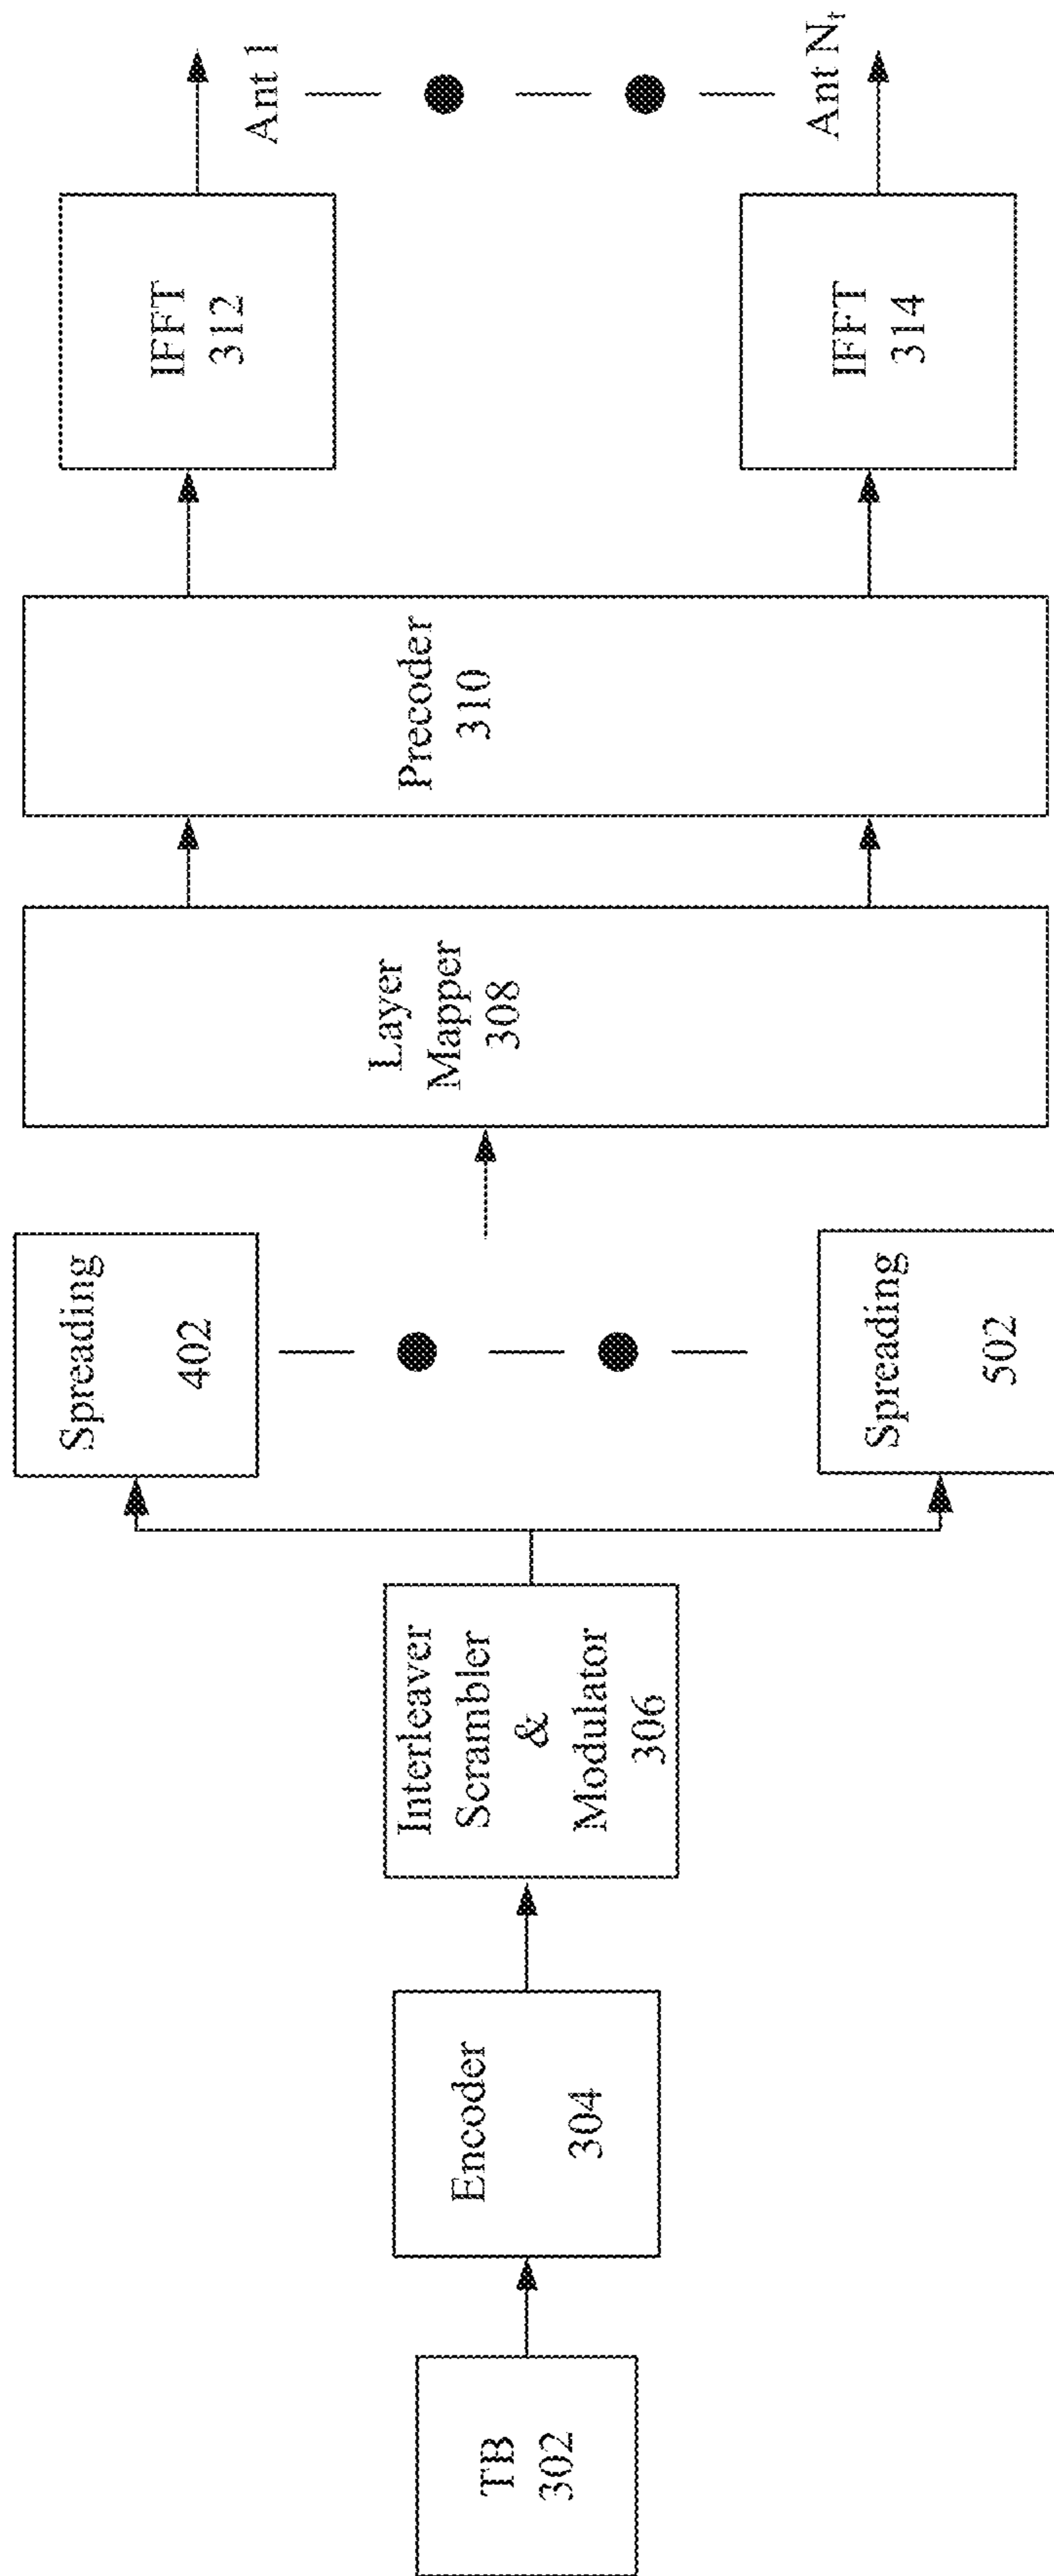 TB
302
Encoder
304
Interleaver
Scrambler
&
Modulator
306
Spreading
402
Spreading
502
Layer
Mapper
308
Precoder
310
IFFT
312
IFFT
314
Ant 1
Ant Nₜ